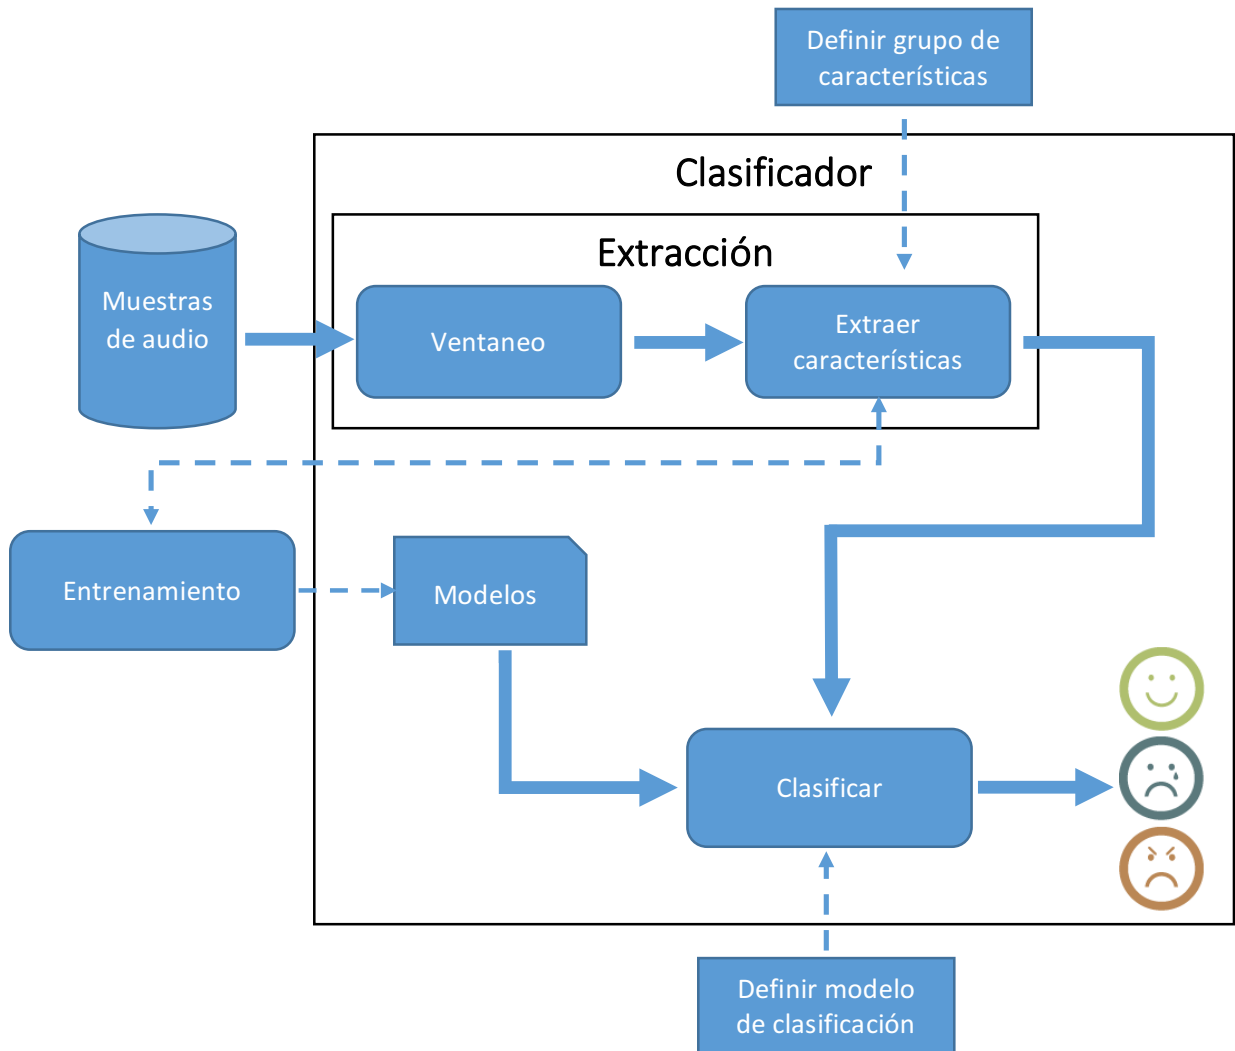 Definir grupo de
características
Clasificador
Extracción
Muestras
de audio
Ventaneo
Extraer
características
Entrenamiento
Modelos
Clasificar
Definir modelo
de clasificación